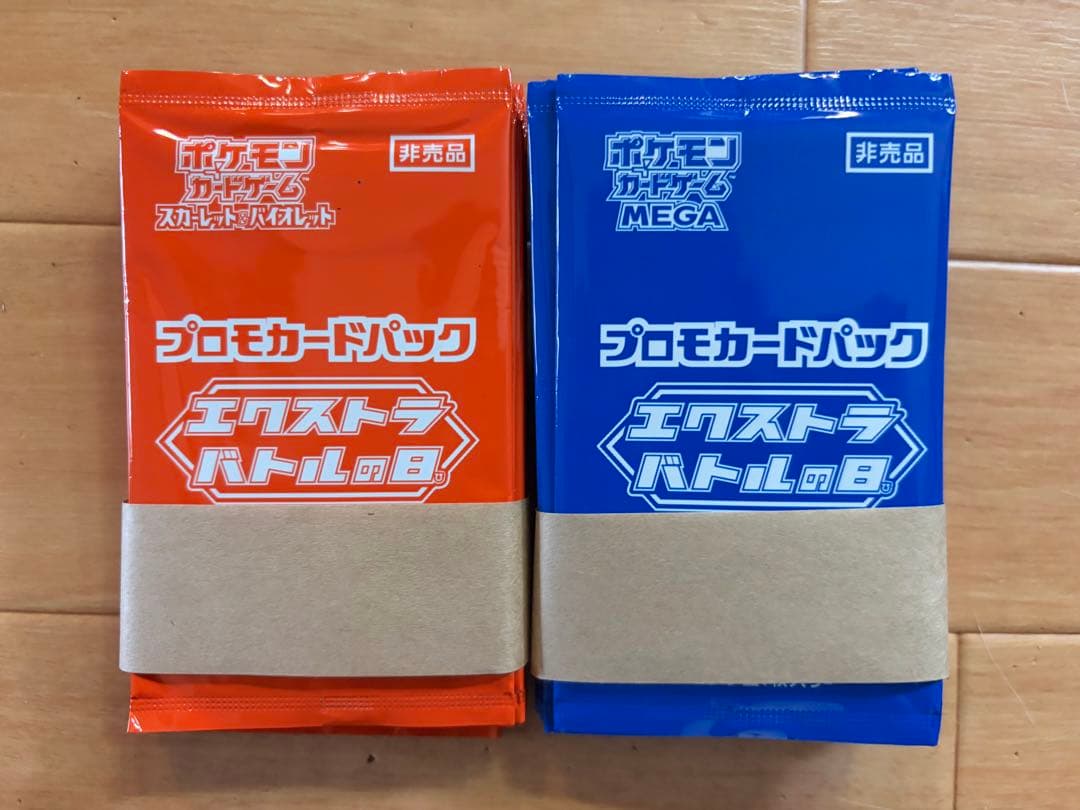 ポケモン
カードゲーム™
スカーレット&バイオレット
非売品
プロモカードパック
エクストラ
バトルの日
ポケモン
カードゲーム™
MEGA
非売品
プロモカードパック
エクストラ
バトルの日